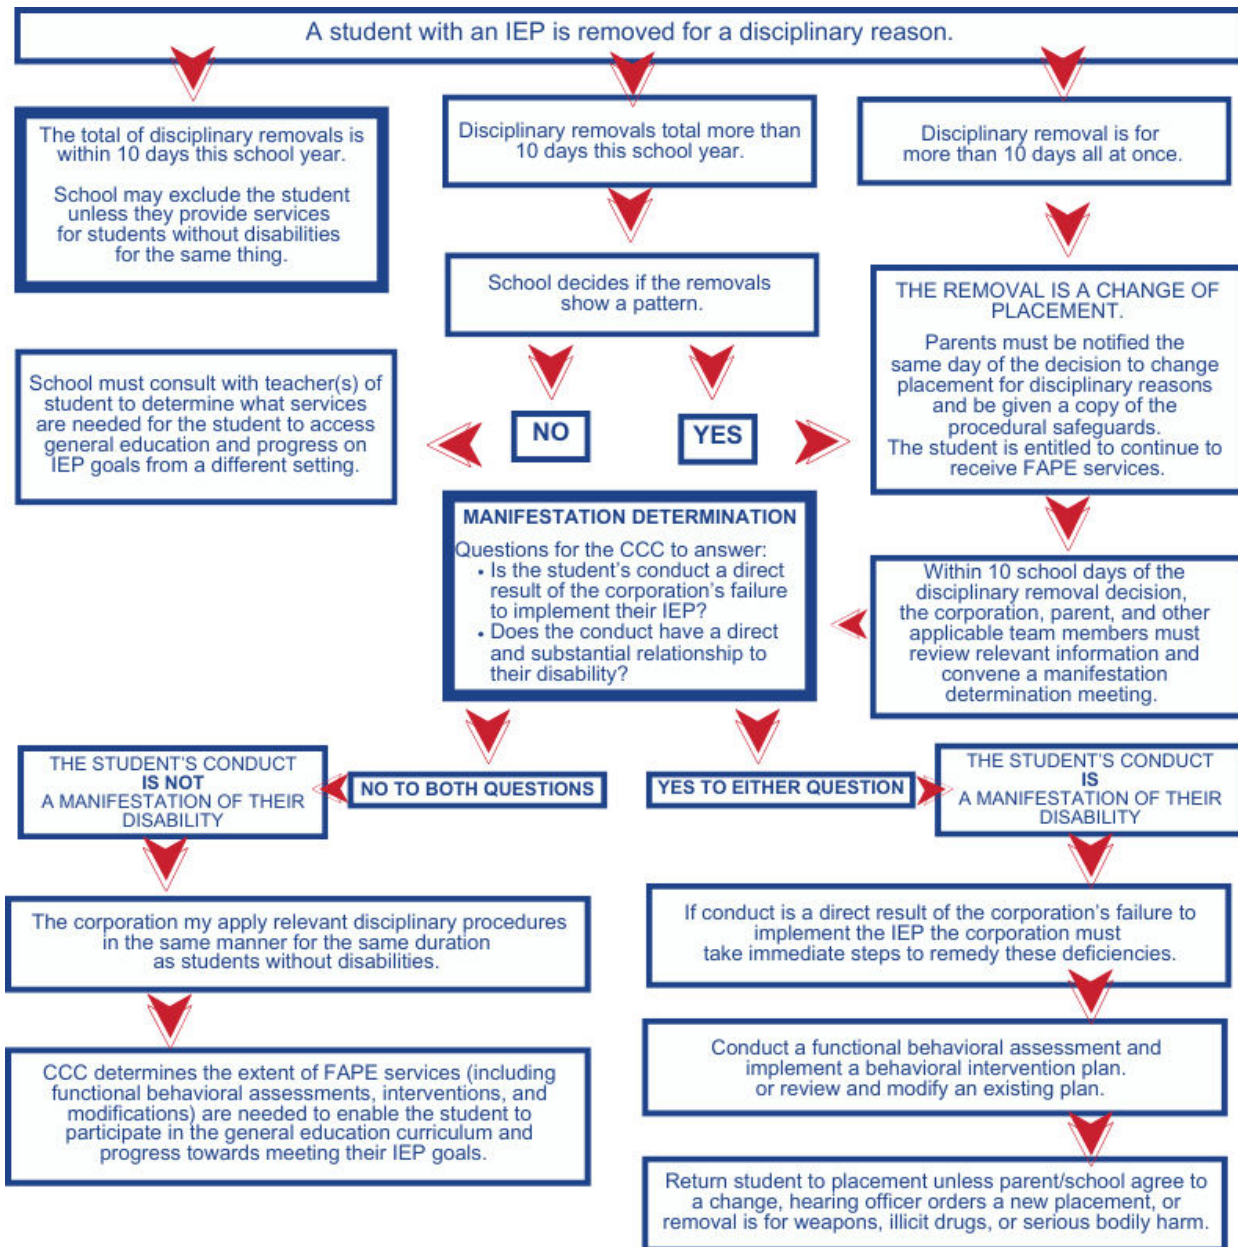 A student with an IEP is removed for a disciplinary reason.
The total of disciplinary removals is
within 10 days this school year.
School may exclude the student
unless they provide services
for students without disabilities
for the same thing.
Disciplinary removals total more than
10 days this school year.
Disciplinary removal is for
more than 10 days all at once.
School decides if the removals
show a pattern.
THE REMOVAL IS A CHANGE OF
PLACEMENT.
Parents must be notified the
same day of the decision to change
placement for disciplinary reasons
and be given a copy of the
procedural safeguards.
The student is entitled to continue to
receive FAPE services.
School must consult with teacher(s) of
student to determine what services
are needed for the student to access
general education and progress on
IEP goals from a different setting.
NO
YES
MANIFESTATION DETERMINATION
Questions for the CCC to answer:
• Is the student's conduct a direct
result of the corporation's failure
to implement their IEP?
• Does the conduct have a direct
and substantial relationship to
their disability?
Within 10 school days of the
disciplinary removal decision,
the corporation, parent, and other
applicable team members must
review relevant information and
convene a manifestation
determination meeting.
THE STUDENT'S CONDUCT
IS NOT
A MANIFESTATION OF THEIR
DISABILITY
NO TO BOTH QUESTIONS
YES TO EITHER QUESTION
THE STUDENT'S CONDUCT
IS
A MANIFESTATION OF THEIR
DISABILITY
The corporation my apply relevant disciplinary procedures
in the same manner for the same duration
as students without disabilities.
If conduct is a direct result of the corporation's failure to
implement the IEP the corporation must
take immediate steps to remedy these deficiencies.
CCC determines the extent of FAPE services (including
functional behavioral assessments, interventions, and
modifications) are needed to enable the student to
participate in the general education curriculum and
progress towards meeting their IEP goals.
Conduct a functional behavioral assessment and
implement a behavioral intervention plan.
or review and modify an existing plan.
Return student to placement unless parent/school agree to
a change, hearing officer orders a new placement, or
removal is for weapons, illicit drugs, or serious bodily harm.